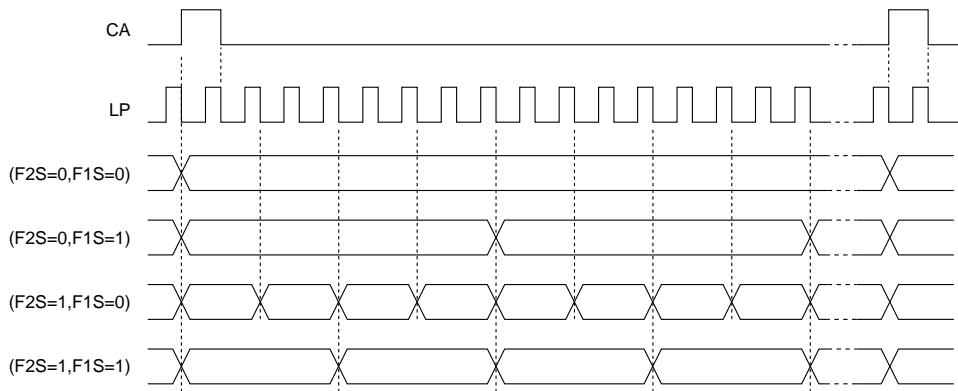 CA
LP
(F2S=0,F1S=0)
(F2S=0,F1S=1)
(F2S=1,F1S=0)
(F2S=1,F1S=1)